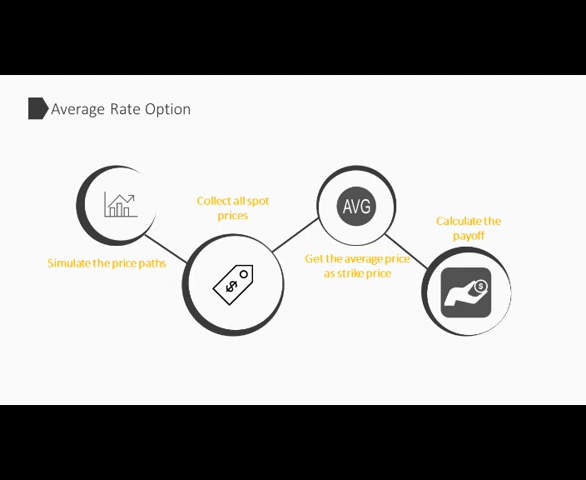 Average Rate Option
Simulate the price paths
Collect all spot
prices
$
AVG
Get the average price
as strike price
Calculate the
payoff
$